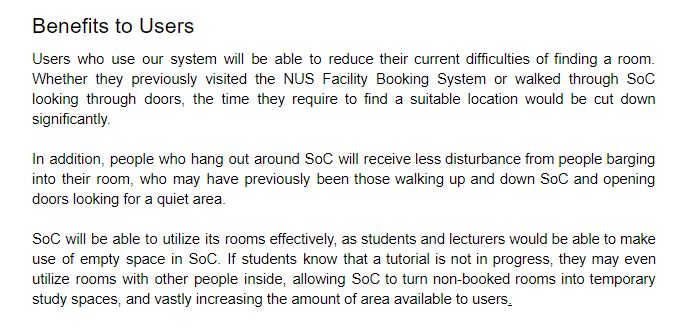 Benefits to Users
Users who use our system will be able to reduce their current difficulties of finding a room.
Whether they previously visited the NUS Facility Booking System or walked through SoC
looking through doors, the time they require to find a suitable location would be cut down
significantly.
In addition, people who hang out around SoC will receive less disturbance from people barging
into their room, who may have previously been those walking up and down SoC and opening
doors looking for a quiet area.
SoC will be able to utilize its rooms effectively, as students and lecturers would be able to make
use of empty space in SoC. If students know that a tutorial is not in progress, they may even
utilize rooms with other people inside, allowing SoC to turn non-booked rooms into temporary
study spaces, and vastly increasing the amount of area available to users.